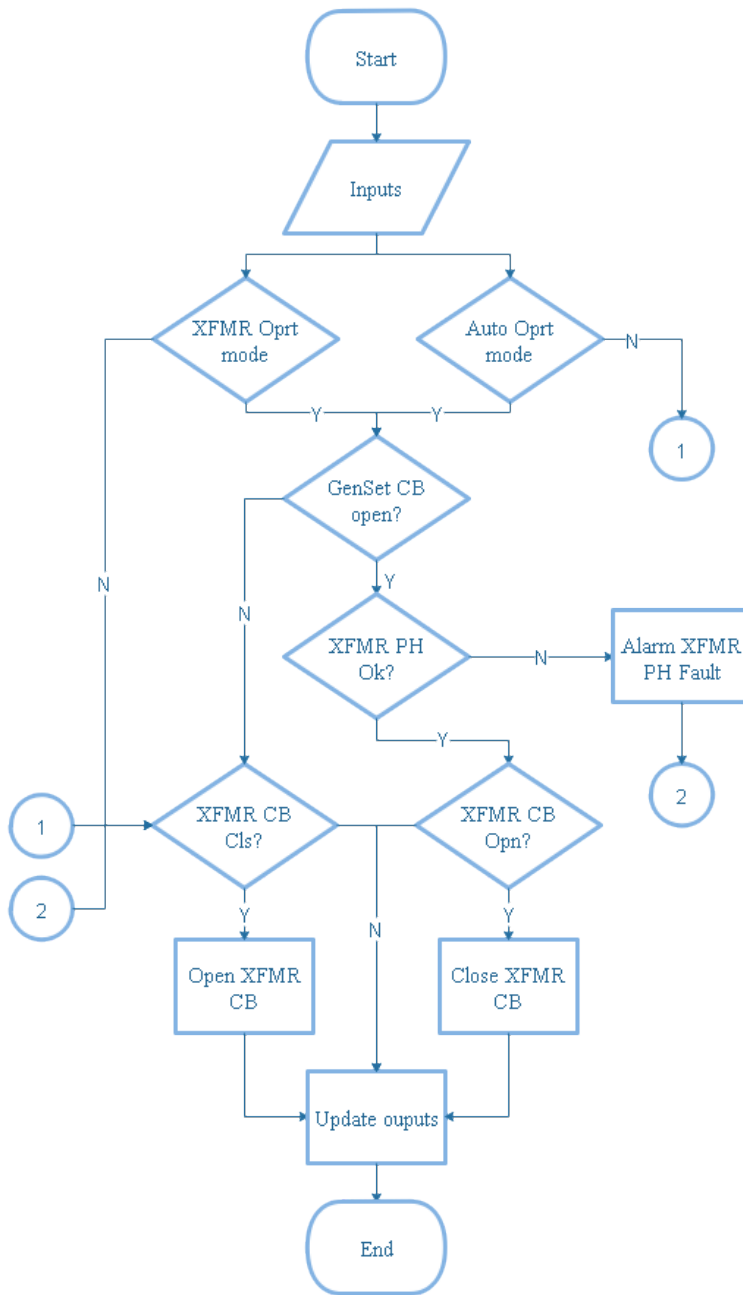 Start
Inputs
XFMR Oprt
mode
Auto Oprt
mode
N
1
Y
Y
GenSet CB
open?
N
Y
N
XFMR PH
Ok?
N
Alarm XFMR
PH Fault
Y
2
1
XFMR CB
Cls?
XFMR CB
Opn?
2
Y
N
Y
Open XFMR
CB
Close XFMR
CB
Update ouputs
End